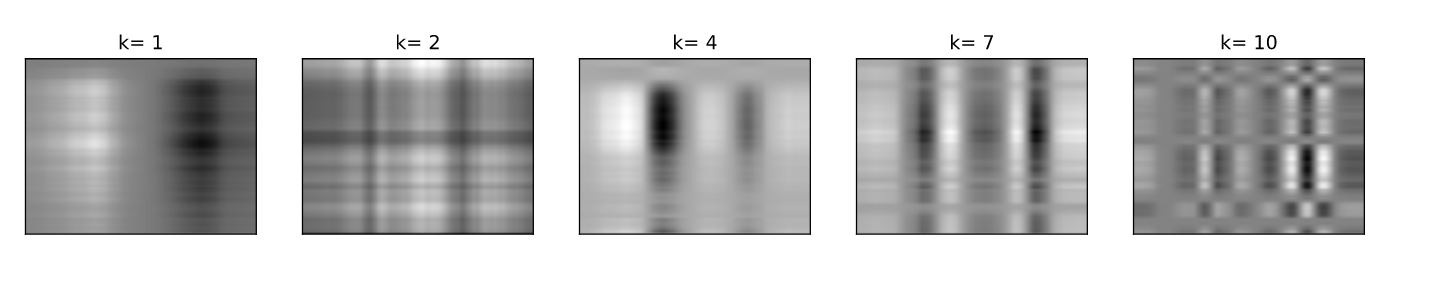 k= 1 k= 2 k= 4 k= 7 k= 10